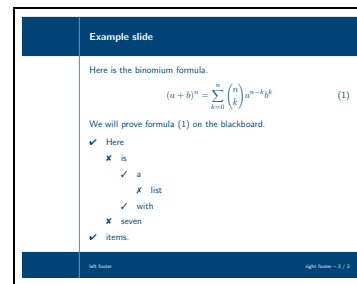 Example slide
Here is the binomium formula.
(a + b)^n = \sum_{k=0}^{n} \binom{n}{k} a^{n-k} b^k (1)
We will prove formula (1) on the blackboard.
✔ Here
✘ is
✓ a
✗ list
✓ with
✘ seven
✔ items.
left footer right footer – 2 / 2